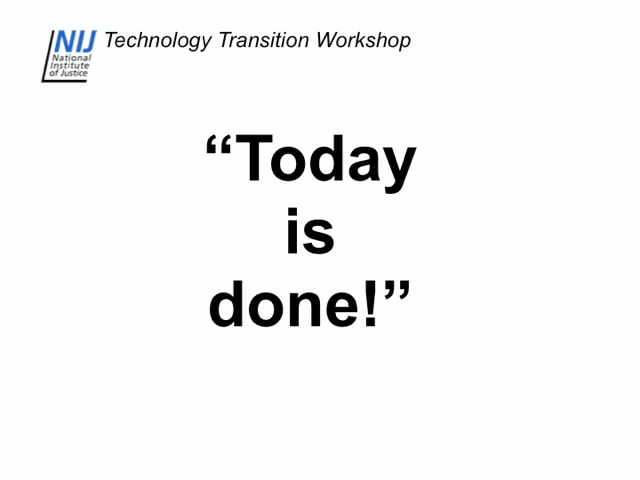 NIJ
National
Institute
of Justice
Technology Transition Workshop
“Today
is
done!”